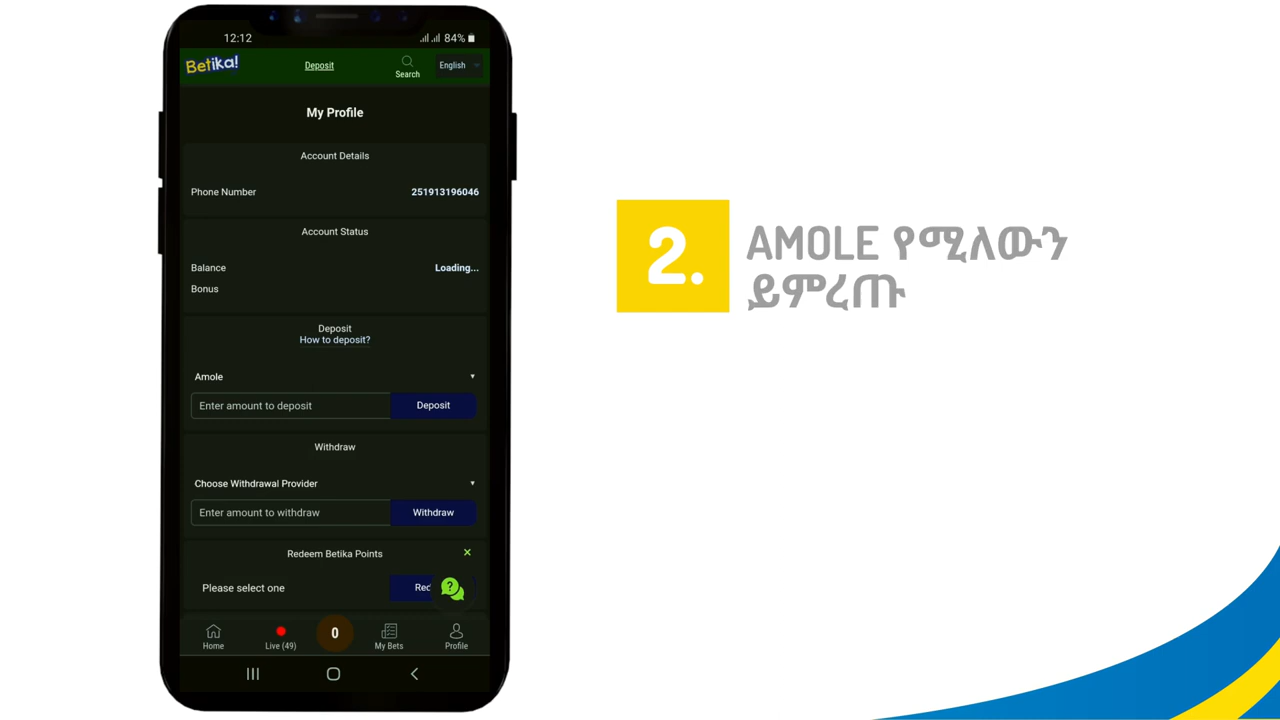 12:12
84%
Betika!
Deposit
Search
English
My Profile
Account Details
Phone Number
251913196046
Account Status
Balance
Loading...
Bonus
Deposit
How to deposit?
Amole
Enter amount to deposit
Deposit
Withdraw
Choose Withdrawal Provider
Enter amount to withdraw
Withdraw
Redeem Betika Points
Please select one
?
Home
Live (49)
0
My Bets
Profile
2.
AMOLE የሚለውን
ይምረጡ